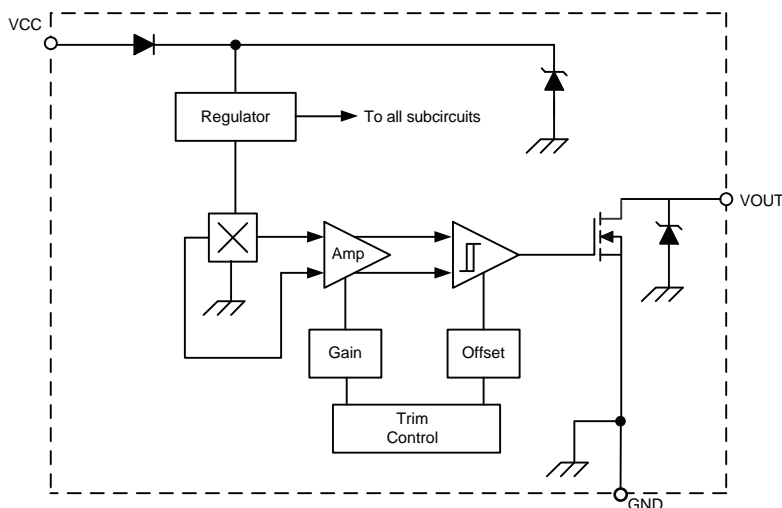 VCC
Regulator
To all subcircuits
VOUT
Amp
Gain
Offset
Trim
Control
GND